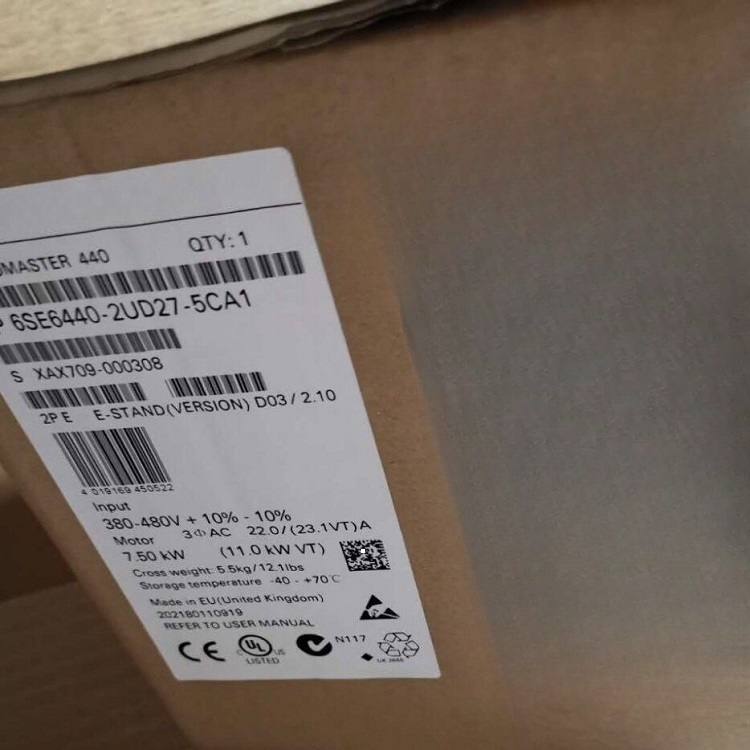 MASTER 440 QTY: 1
6SE6440-2UD27-5CA1
S XAX709-000308
2P E E-STAND(VERSION) D03 / 2.10
4 019169 450522
Input
380-480V + 10% - 10%
Motor 3ΦAC 22.0/(23.1VT)A
7.50 kW (11.0 kW VT)
Cross weight: 5.5kg/12.1lbs
Storage temperature -40 - +70℃
Made in EU(United Kingdom)
202180110919
REFER TO USER MANUAL
CE C UL US N117
LISTED